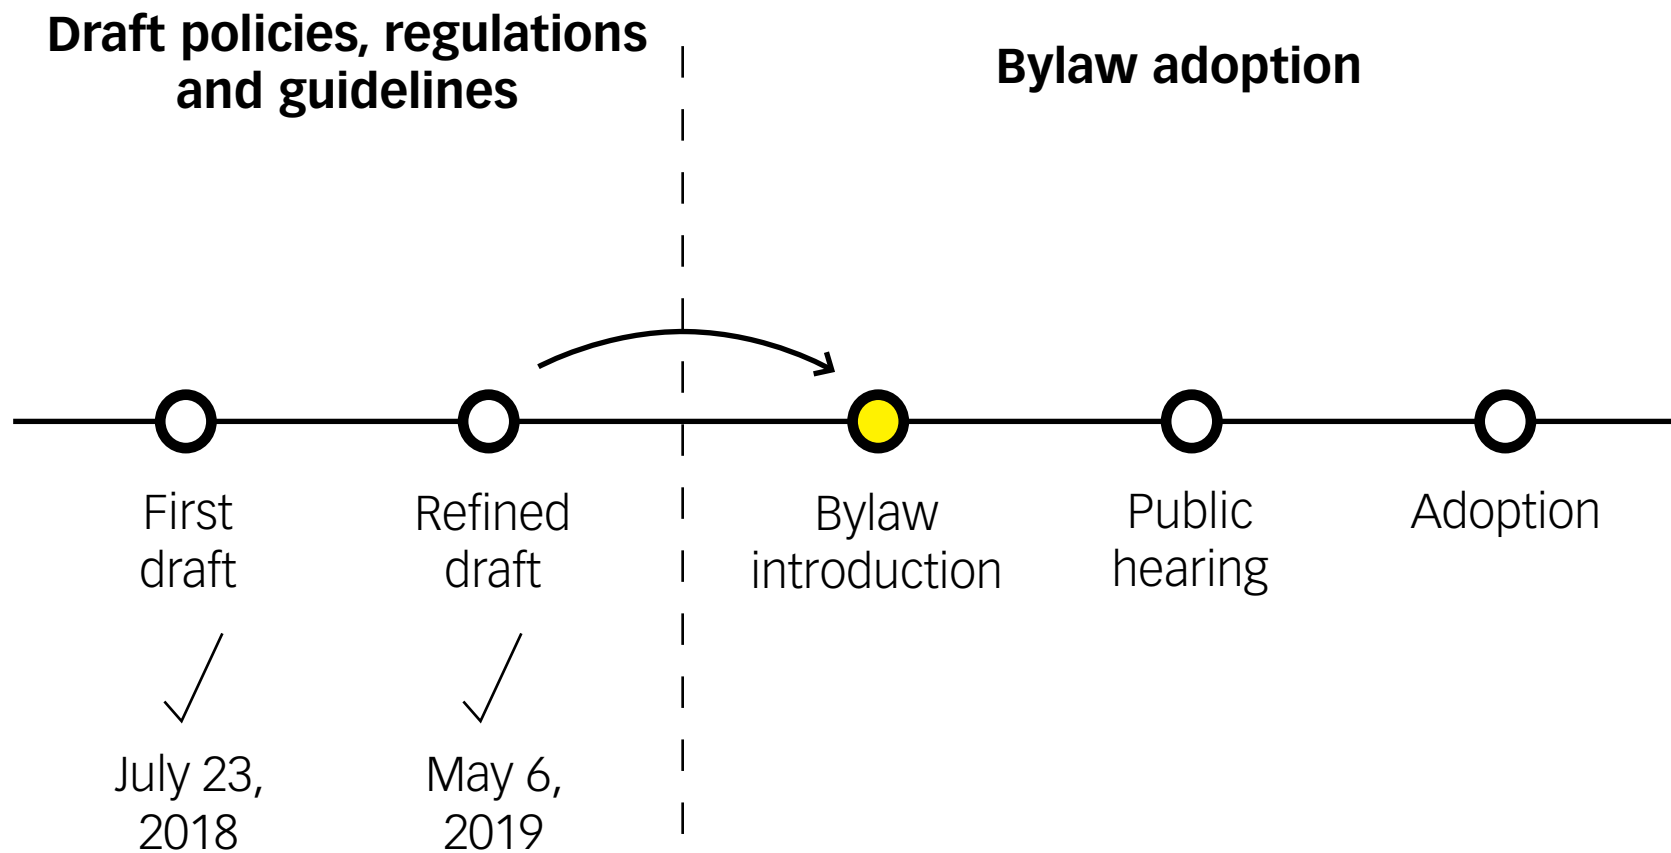 Draft policies, regulations
and guidelines
Bylaw adoption
First
draft
Refined
draft
Bylaw
introduction
Public
hearing
Adoption
July 23,
2018
May 6,
2019